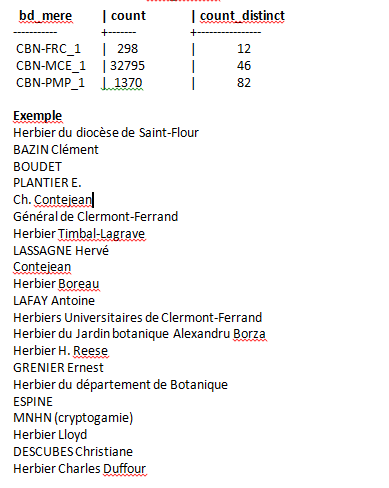 bd_mere | count | count_distinct
----------- +------- +----------------
CBN-FRC_1 | 298 | 12
CBN-MCE_1 | 32795 | 46
CBN-PMP_1 | 1370 | 82
Exemple
Herbier du diocèse de Saint-Flour
BAZIN Clément
BOUDET
PLANTIER E.
Ch. Contejean
Général de Clermont-Ferrand
Herbier Timbal-Lagrave
LASSAGNE Hervé
Contejean
Herbier Boreau
LAFAY Antoine
Herbiers Universitaires de Clermont-Ferrand
Herbier du Jardin botanique Alexandru Borza
Herbier H. Reese
GRENIER Ernest
Herbier du département de Botanique
ESPINE
MNHN (cryptogamie)
Herbier Lloyd
DESCUBES Christiane
Herbier Charles Duffour